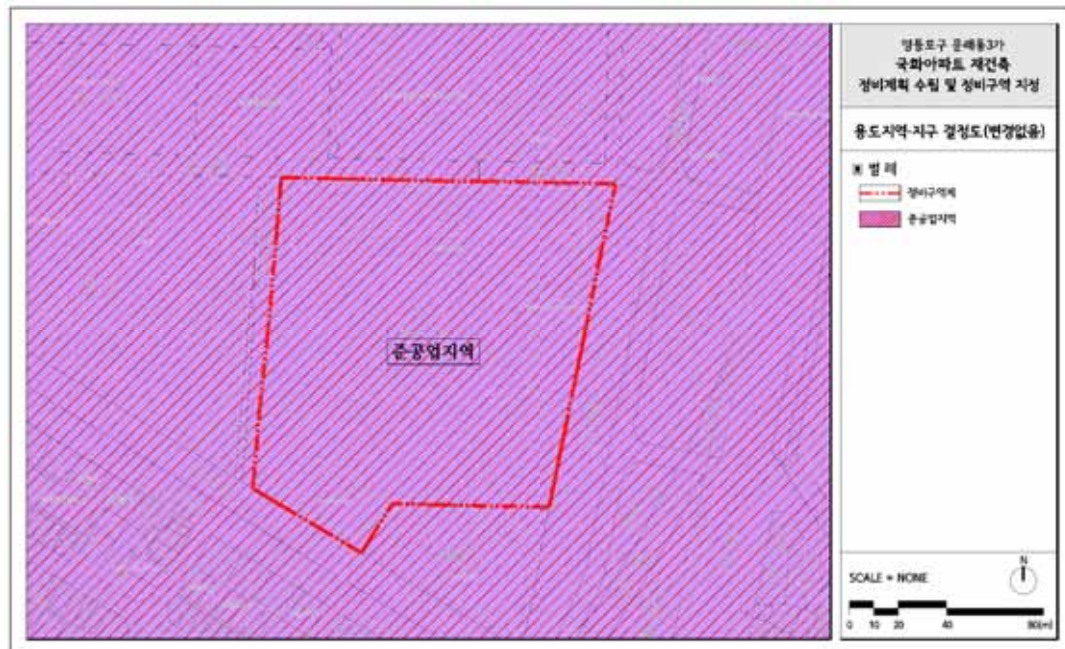 영등포구 문래동3가
국화아파트 재건축
정비계획 수립 및 정비구역 지정
용도지역·지구 결정도(변경없음)
범례
정비구역계
준공업지역
준공업지역
SCALE = NONE
N
0 10 20 40 80(m)